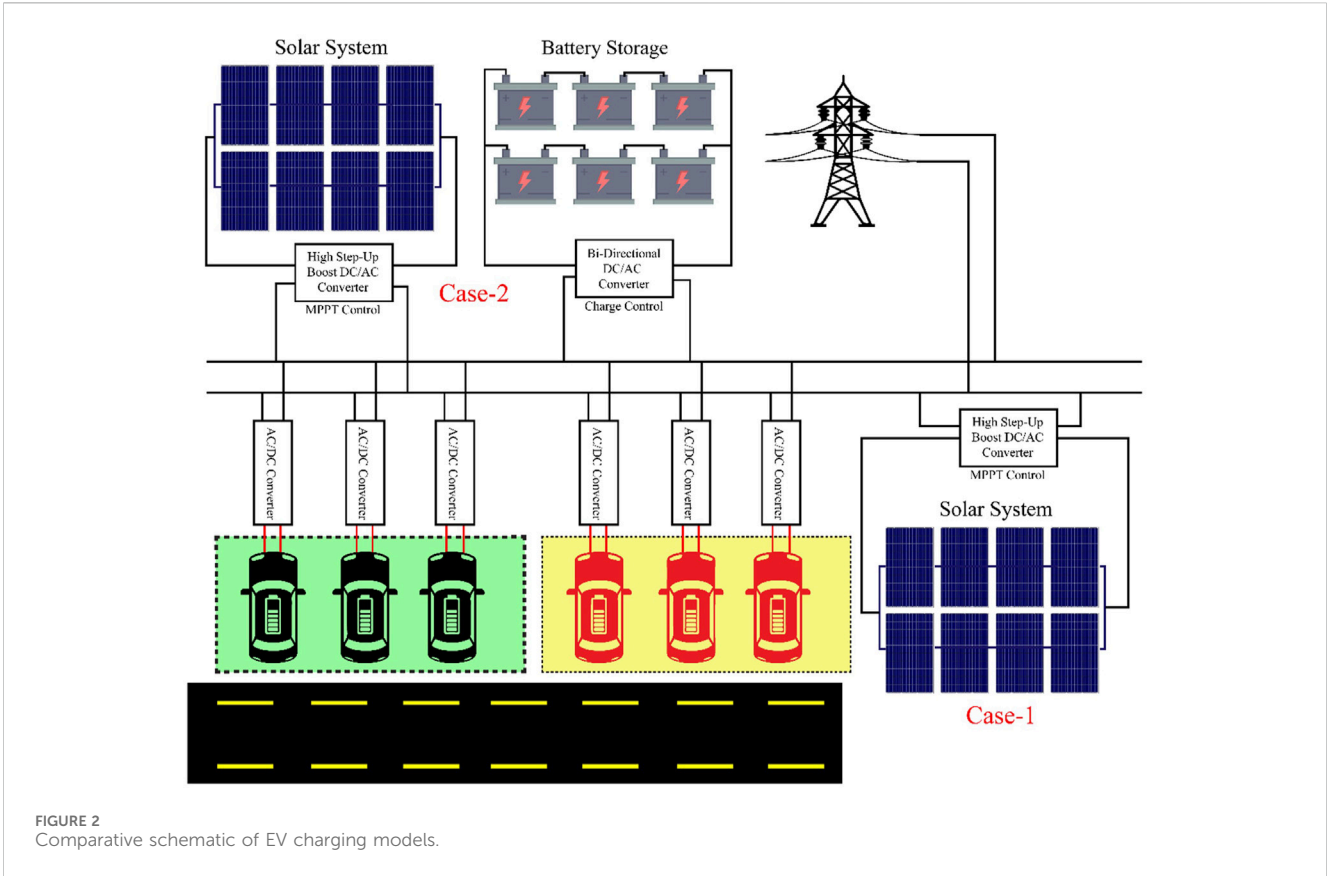 Solar System
Battery Storage
High Step-Up
Boost DC/AC
Converter
MPPT Control
Case-2
Bi-Directional
DC/AC
Converter
Charge Control
AC/DC Converter
AC/DC Converter
AC/DC Converter
AC/DC Converter
AC/DC Converter
AC/DC Converter
High Step-Up
Boost DC/AC
Converter
MPPT Control
Solar System
Case-1
FIGURE 2
Comparative schematic of EV charging models.